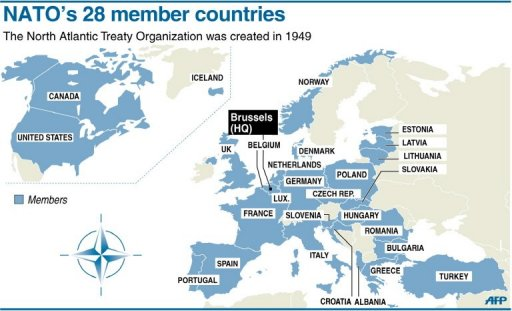 NATO's 28 member countries
The North Atlantic Treaty Organization was created in 1949
ICELAND
CANADA
UNITED STATES
NORWAY
Brussels
(HQ)
BELGIUM
UK
DENMARK
NETHERLANDS
GERMANY
POLAND
ESTONIA
LATVIA
LITHUANIA
SLOVAKIA
CZECH REP.
LUX.
FRANCE
SLOVENIA
HUNGARY
ROMANIA
BULGARIA
Members
SPAIN
PORTUGAL
ITALY
GREECE
TURKEY
CROATIA
ALBANIA
AFP